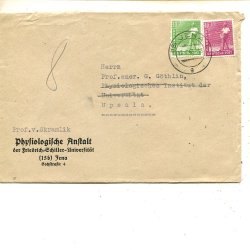 8
Herrn
Prof.emer. G. Göthlin,
Physiologisches Institut der
Universität
Upsala.
Prof.v.Skramlik
Physiologische Anstalt
der Friedrich-Schiller-Universität
(15b) Jena